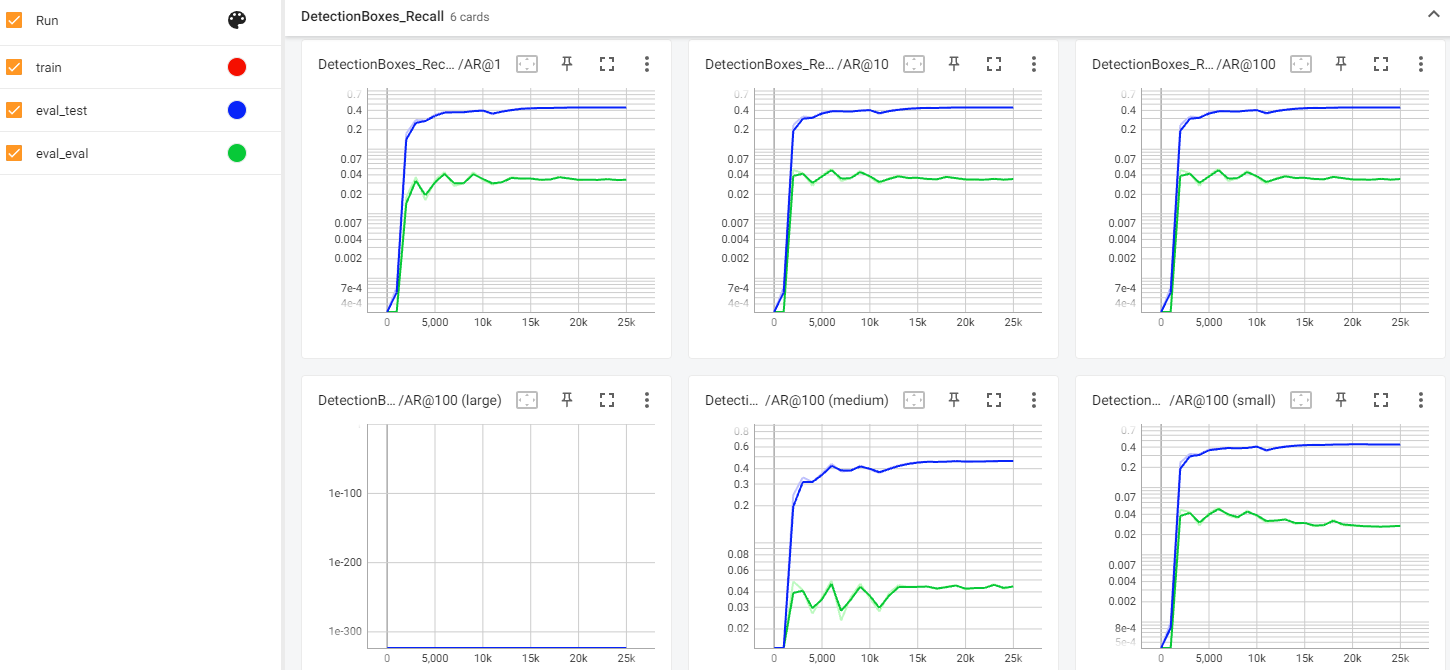 Run
train
eval_test
eval_eval
DetectionBoxes_Recall 6 cards
DetectionBoxes_Rec... /AR@1
0.7
0.4
0.2
0.07
0.04
0.02
0.007
0.004
0.002
7e-4
4e-4
0 5,000 10k 15k 20k 25k
DetectionBoxes_Re... /AR@10
0.7
0.4
0.2
0.07
0.04
0.02
0.007
0.004
0.002
7e-4
4e-4
0 5,000 10k 15k 20k 25k
DetectionBoxes_R... /AR@100
0.7
0.4
0.2
0.07
0.04
0.02
0.007
0.004
0.002
7e-4
4e-4
0 5,000 10k 15k 20k 25k
DetectionB... /AR@100 (large)
1e-100
1e-200
1e-300
0 5,000 10k 15k 20k 25k
Detecti... /AR@100 (medium)
0.8
0.6
0.4
0.3
0.2
0.08
0.06
0.04
0.03
0.02
0 5,000 10k 15k 20k 25k
Detection... /AR@100 (small)
0.7
0.4
0.2
0.07
0.04
0.02
0.007
0.004
0.002
8e-4
5e-4
0 5,000 10k 15k 20k 25k